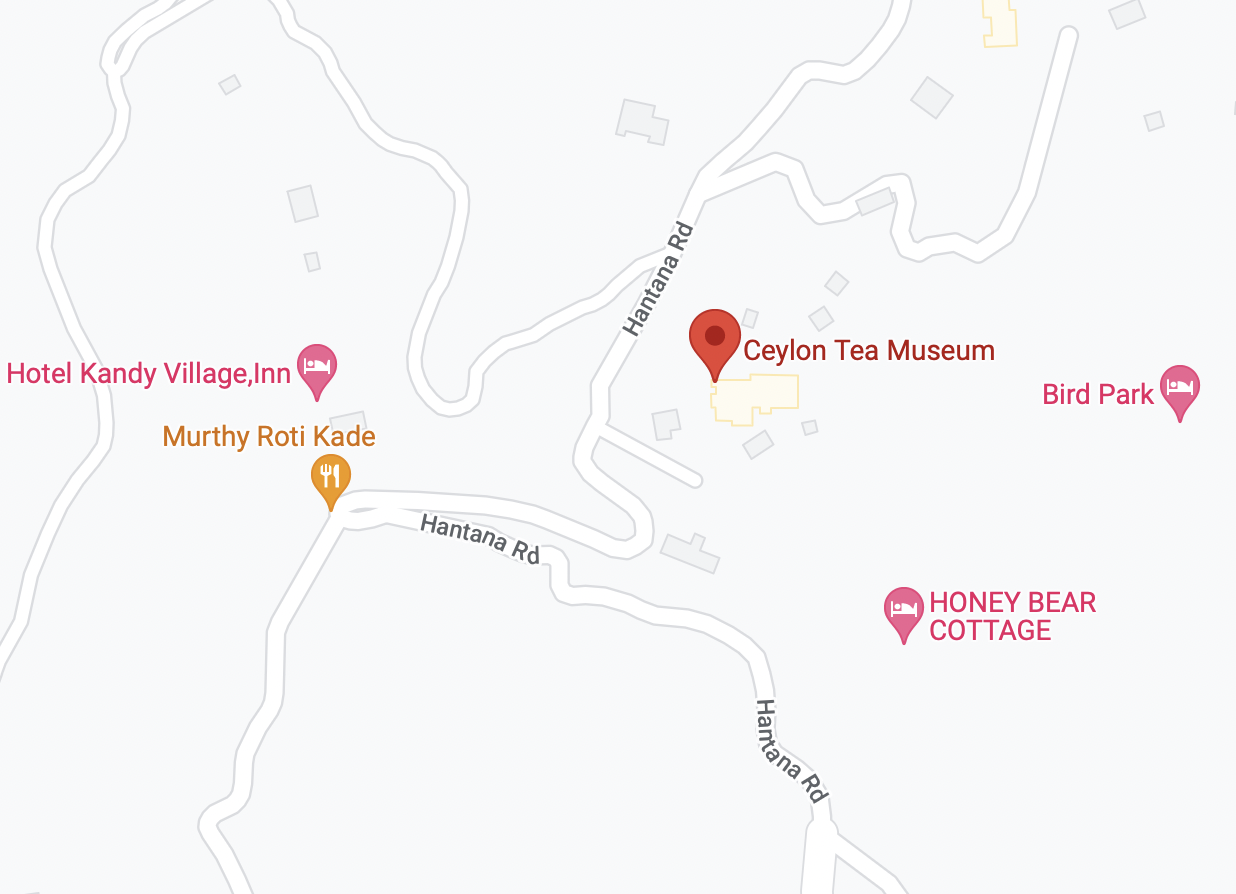 Hantana Rd
Ceylon Tea Museum
Hotel Kandy Village,Inn
Bird Park
Murthy Roti Kade
Hantana Rd
HONEY BEAR
COTTAGE
Hantana Rd